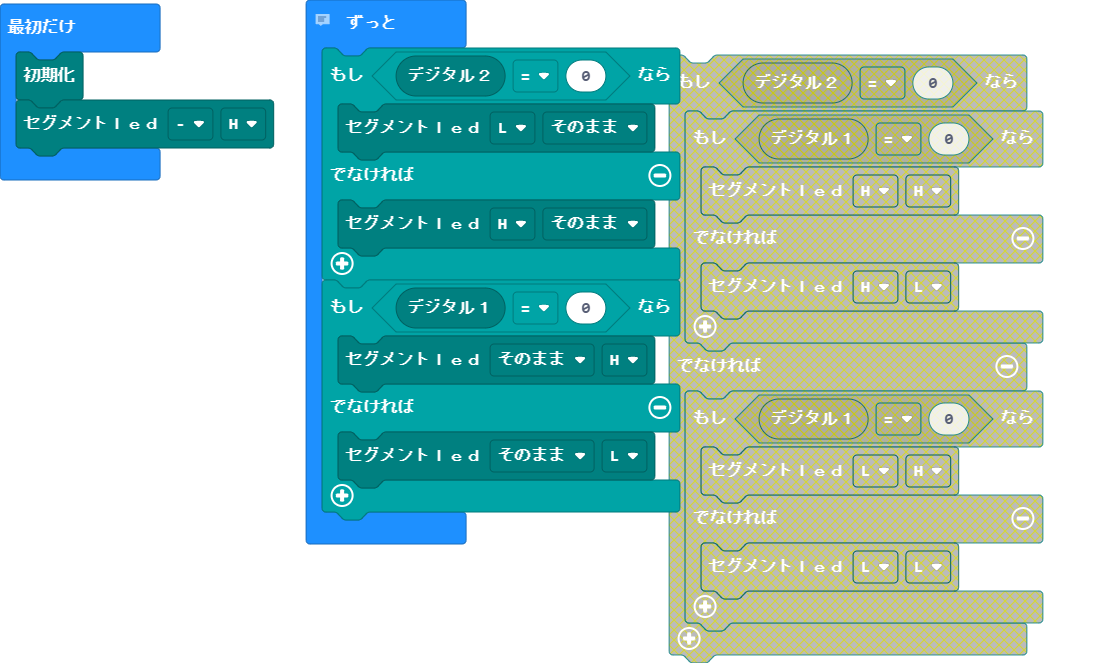 最初だけ
初期化
セグメントｌｅｄ - H
ずっと
もし デジタル２ = 0 なら
セグメントｌｅｄ L そのまま
でなければ
セグメントｌｅｄ H そのまま
もし デジタル１ = 0 なら
セグメントｌｅｄ そのまま H
でなければ
セグメントｌｅｄ そのまま L
もし デジタル２ = 0 なら
もし デジタル１ = 0 なら
セグメントｌｅｄ H H
でなければ
セグメントｌｅｄ H L
でなければ
もし デジタル１ = 0 なら
セグメントｌｅｄ L H
でなければ
セグメントｌｅｄ L L